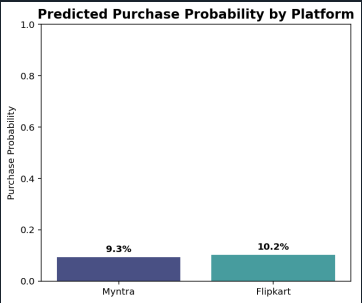 Predicted Purchase Probability by Platform
1.0
0.8
0.6
0.4
0.2
0.0
Purchase Probability
9.3%
10.2%
Myntra
Flipkart